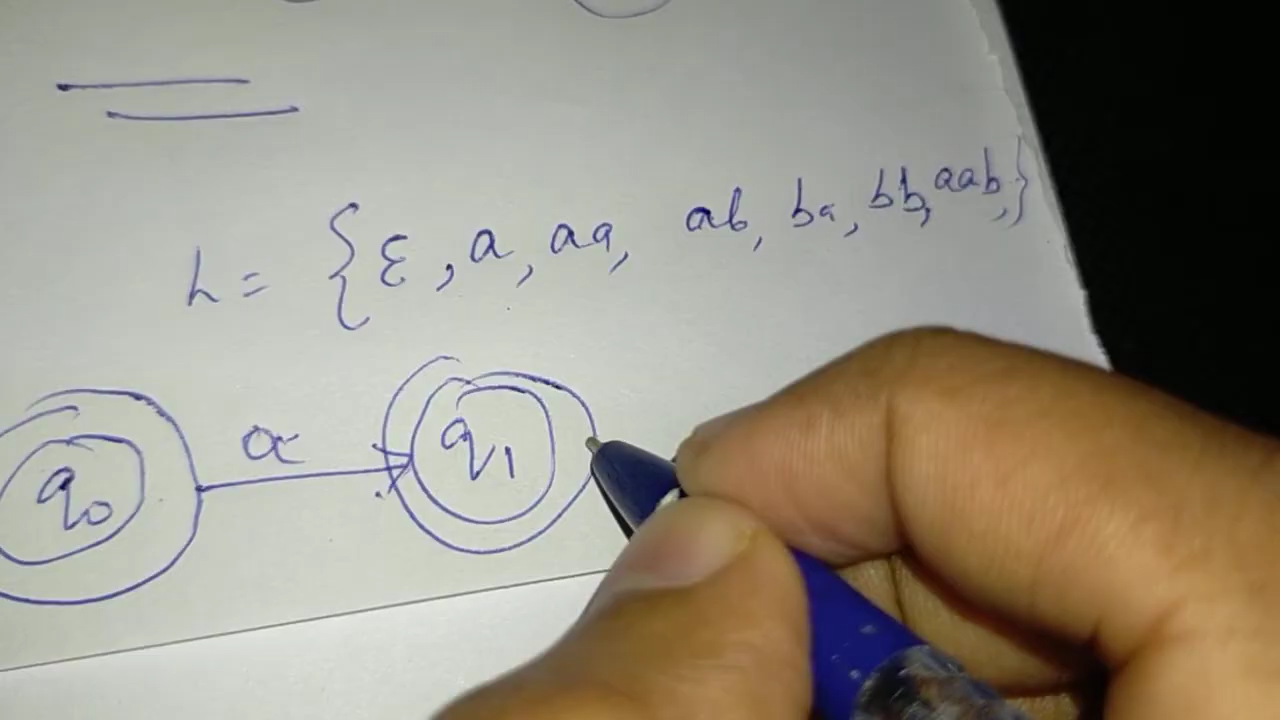 L = { ε, a, aa, ab, ba, bb, aab, }
a
q0 q1